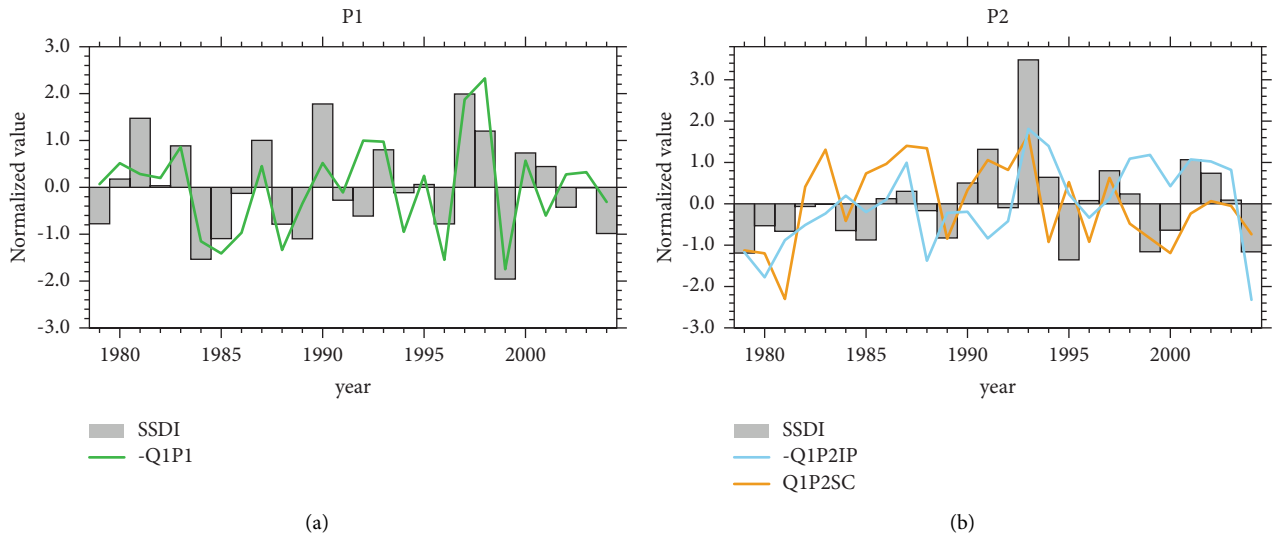 P1
Normalized value
3.0
2.0
1.0
0.0
-1.0
-2.0
-3.0
1980 1985 1990 1995 2000
year
SSDI
-Q1P1
(a)
P2
Normalized value
3.0
2.0
1.0
0.0
-1.0
-2.0
-3.0
1980 1985 1990 1995 2000
year
SSDI
-Q1P2IP
Q1P2SC
(b)